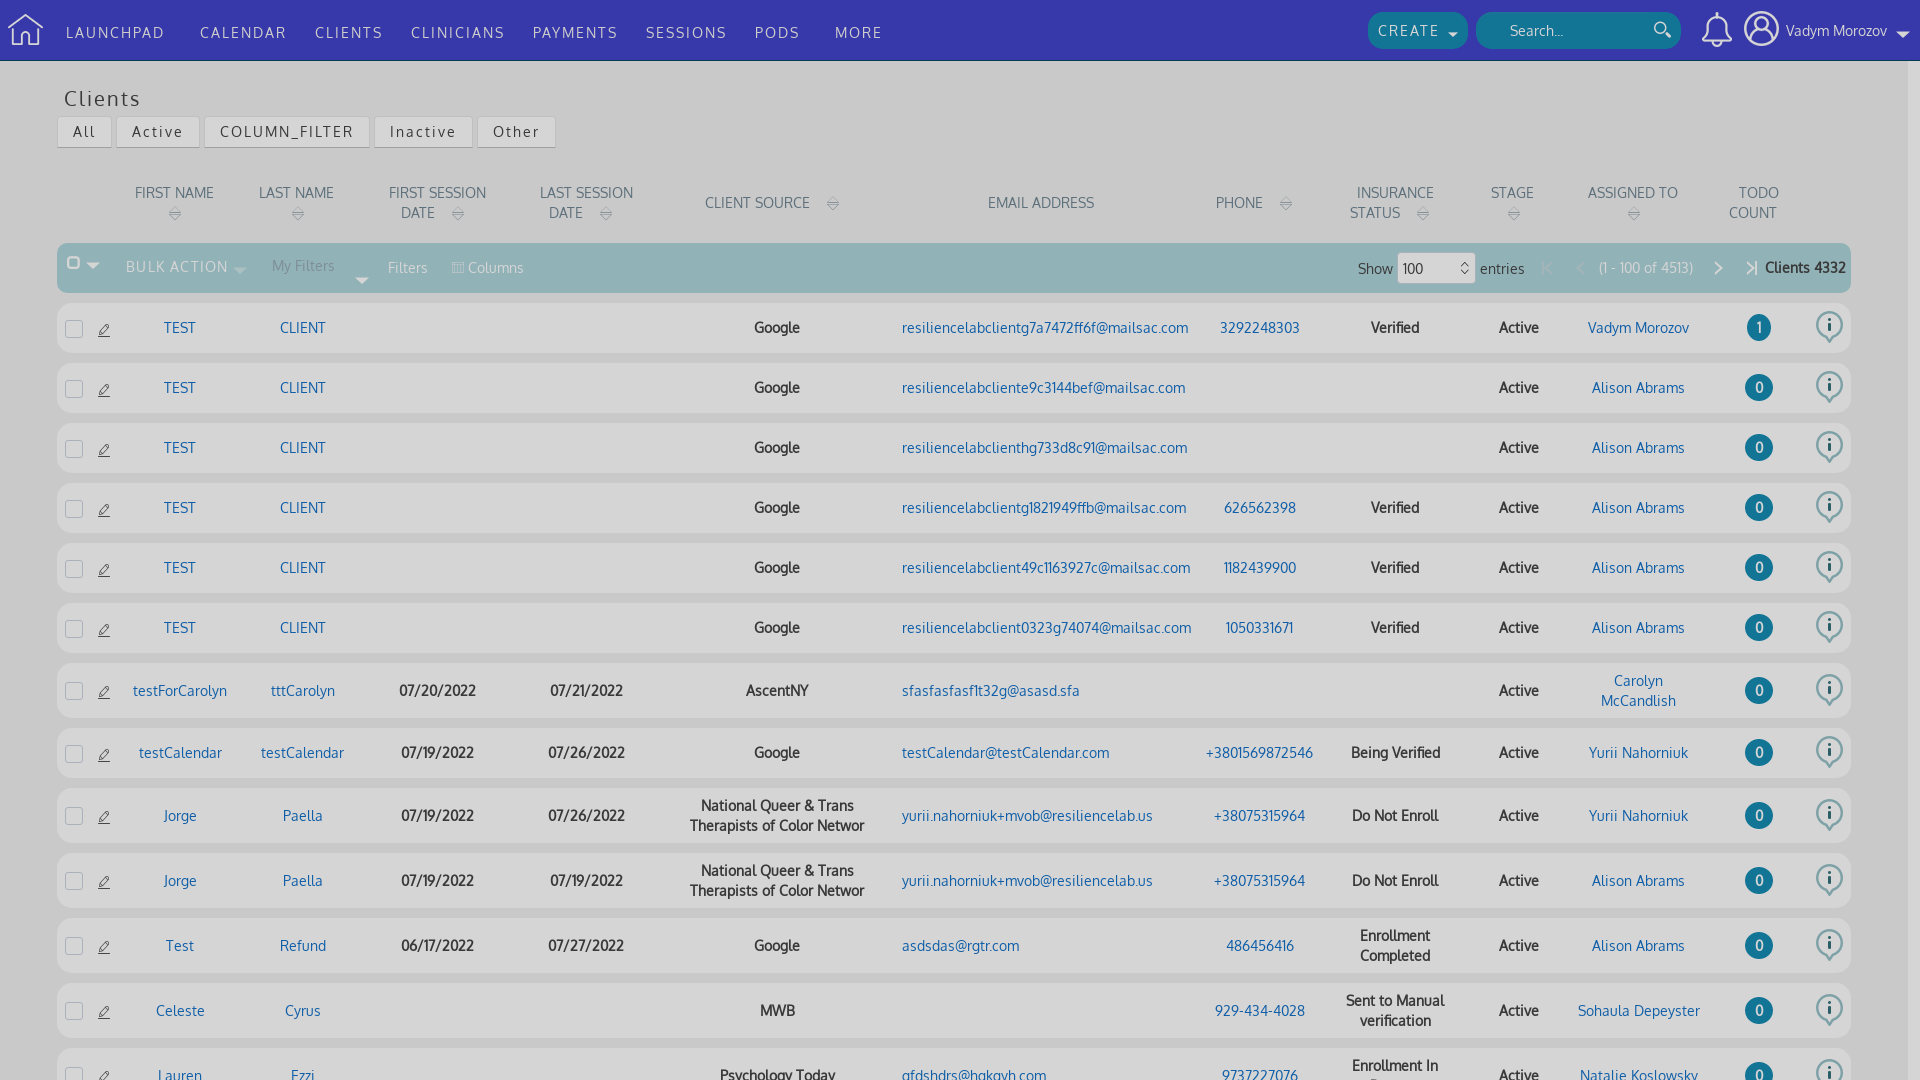 LAUNCHPAD CALENDAR CLIENTS CLINICIANS PAYMENTS SESSIONS PODS MORE CREATE Search... Vadym Morozov
Clients
All Active COLUMN_FILTER Inactive Other
FIRST NAME LAST NAME FIRST SESSION DATE LAST SESSION DATE CLIENT SOURCE EMAIL ADDRESS PHONE INSURANCE STATUS STAGE ASSIGNED TO TODO COUNT
BULK ACTION My Filters Filters Columns Show 100 entries (1 - 100 of 4513) Clients 4332
TEST CLIENT Google resiliencelabclientg7a7472ff6f@mailsac.com 3292248303 Verified Active Vadym Morozov 1
TEST CLIENT Google resiliencelabcliente9c3144bef@mailsac.com Active Alison Abrams 0
TEST CLIENT Google resiliencelabclienthg733d8c91@mailsac.com Active Alison Abrams 0
TEST CLIENT Google resiliencelabclientg1821949ffb@mailsac.com 626562398 Verified Active Alison Abrams 0
TEST CLIENT Google resiliencelabclient49c1163927c@mailsac.com 1182439900 Verified Active Alison Abrams 0
TEST CLIENT Google resiliencelabclient0323g74074@mailsac.com 1050331671 Verified Active Alison Abrams 0
testForCarolyn tttCarolyn 07/20/2022 07/21/2022 AscentNY sfasfasfasf1t32g@asasd.sfa Active Carolyn McCandlish 0
testCalendar testCalendar 07/19/2022 07/26/2022 Google testCalendar@testCalendar.com +3801569872546 Being Verified Active Yurii Nahorniuk 0
Jorge Paella 07/19/2022 07/26/2022 National Queer & Trans Therapists of Color Networ yurii.nahorniuk+mvob@resiliencelab.us +38075315964 Do Not Enroll Active Yurii Nahorniuk 0
Jorge Paella 07/19/2022 07/19/2022 National Queer & Trans Therapists of Color Networ yurii.nahorniuk+mvob@resiliencelab.us +38075315964 Do Not Enroll Active Alison Abrams 0
Test Refund 06/17/2022 07/27/2022 Google asdsdas@rgtr.com 486456416 Enrollment Completed Active Alison Abrams 0
Celeste Cyrus MWB 929-434-4028 Sent to Manual verification Active Sohaula Depeyster 0
Lauren Ezzi Psychology Today gfdshdrs@hgkgvh.com 9737227076 Enrollment In Active Natalie Koslowsky 0